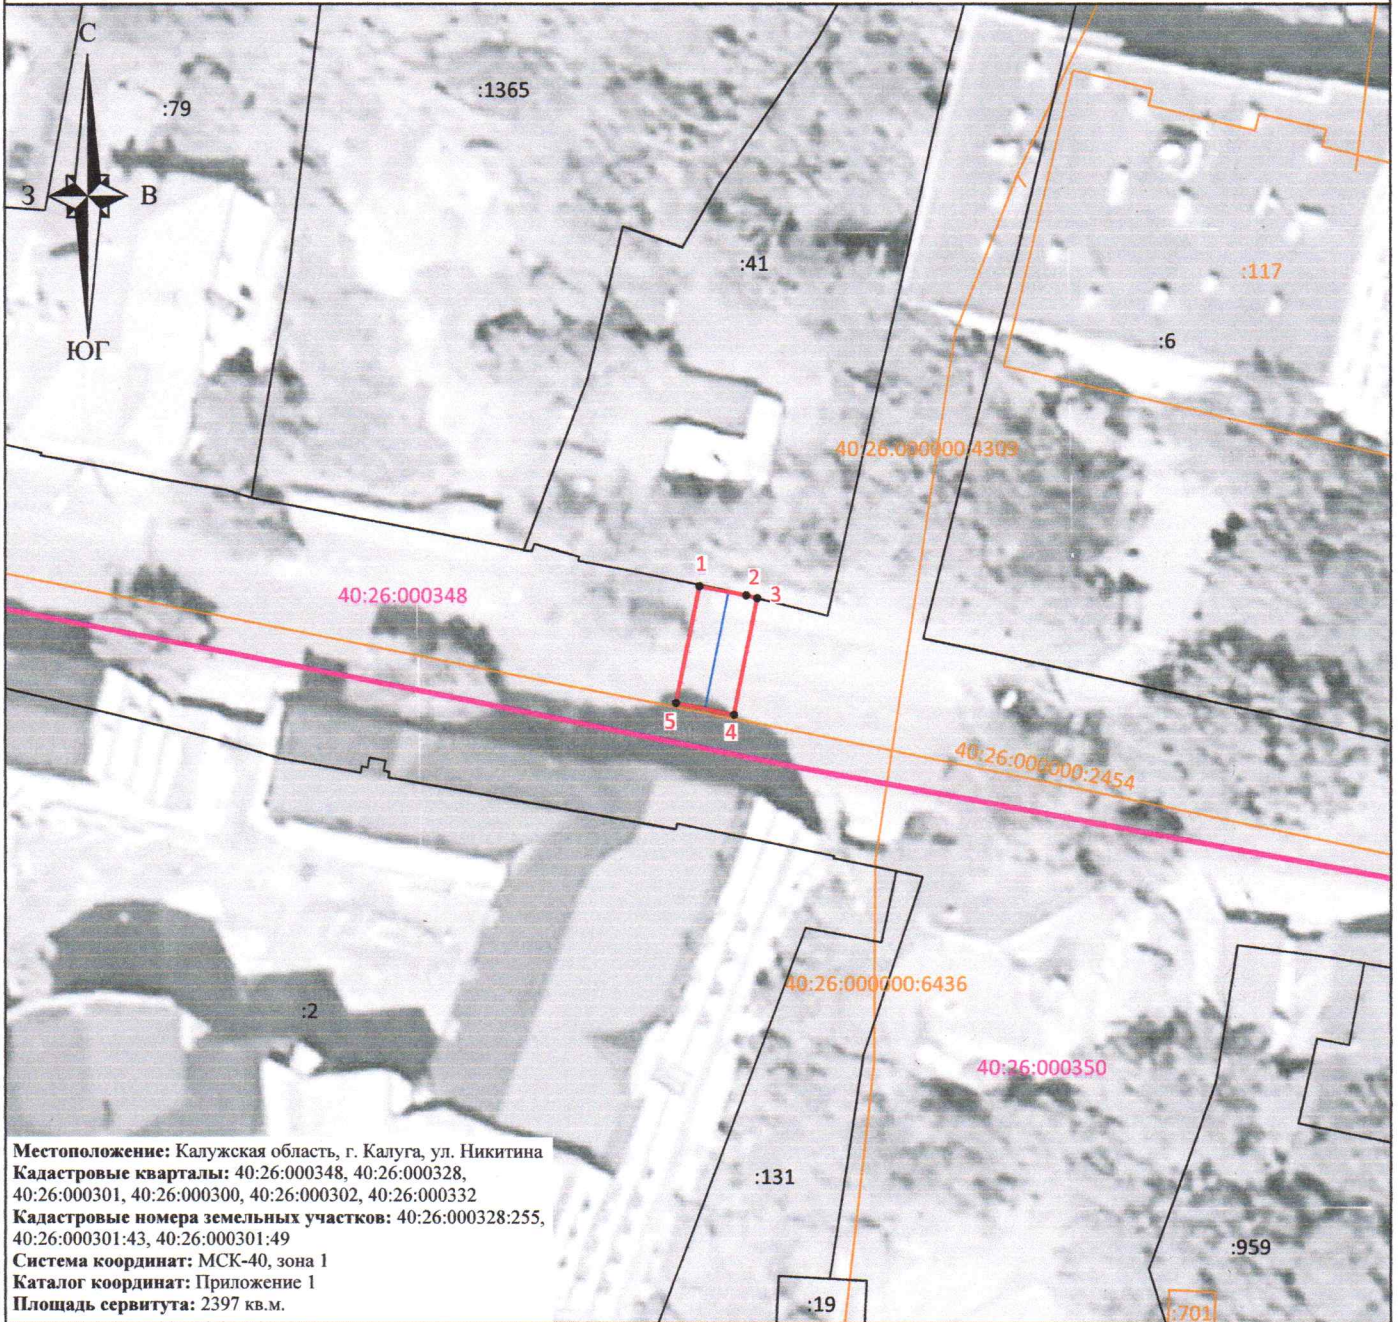 С
:79
:1365
З
В
:41
:117
ЮГ
:6
40:26:000000:4309
1
2
3
40:26:000348
5
4
40:26:000000:2454
40:26:000000:6436
:2
40:26:000350
Местоположение: Калужская область, г. Калуга, ул. Никитина
Кадастровые кварталы: 40:26:000348, 40:26:000328,
40:26:000301, 40:26:000300, 40:26:000302, 40:26:000332
Кадастровые номера земельных участков: 40:26:000328:255,
40:26:000301:43, 40:26:000301:49
Система координат: МСК-40, зона 1
Каталог координат: Приложение 1
Площадь сервитута: 2397 кв.м.
:131
:959
:19
:701